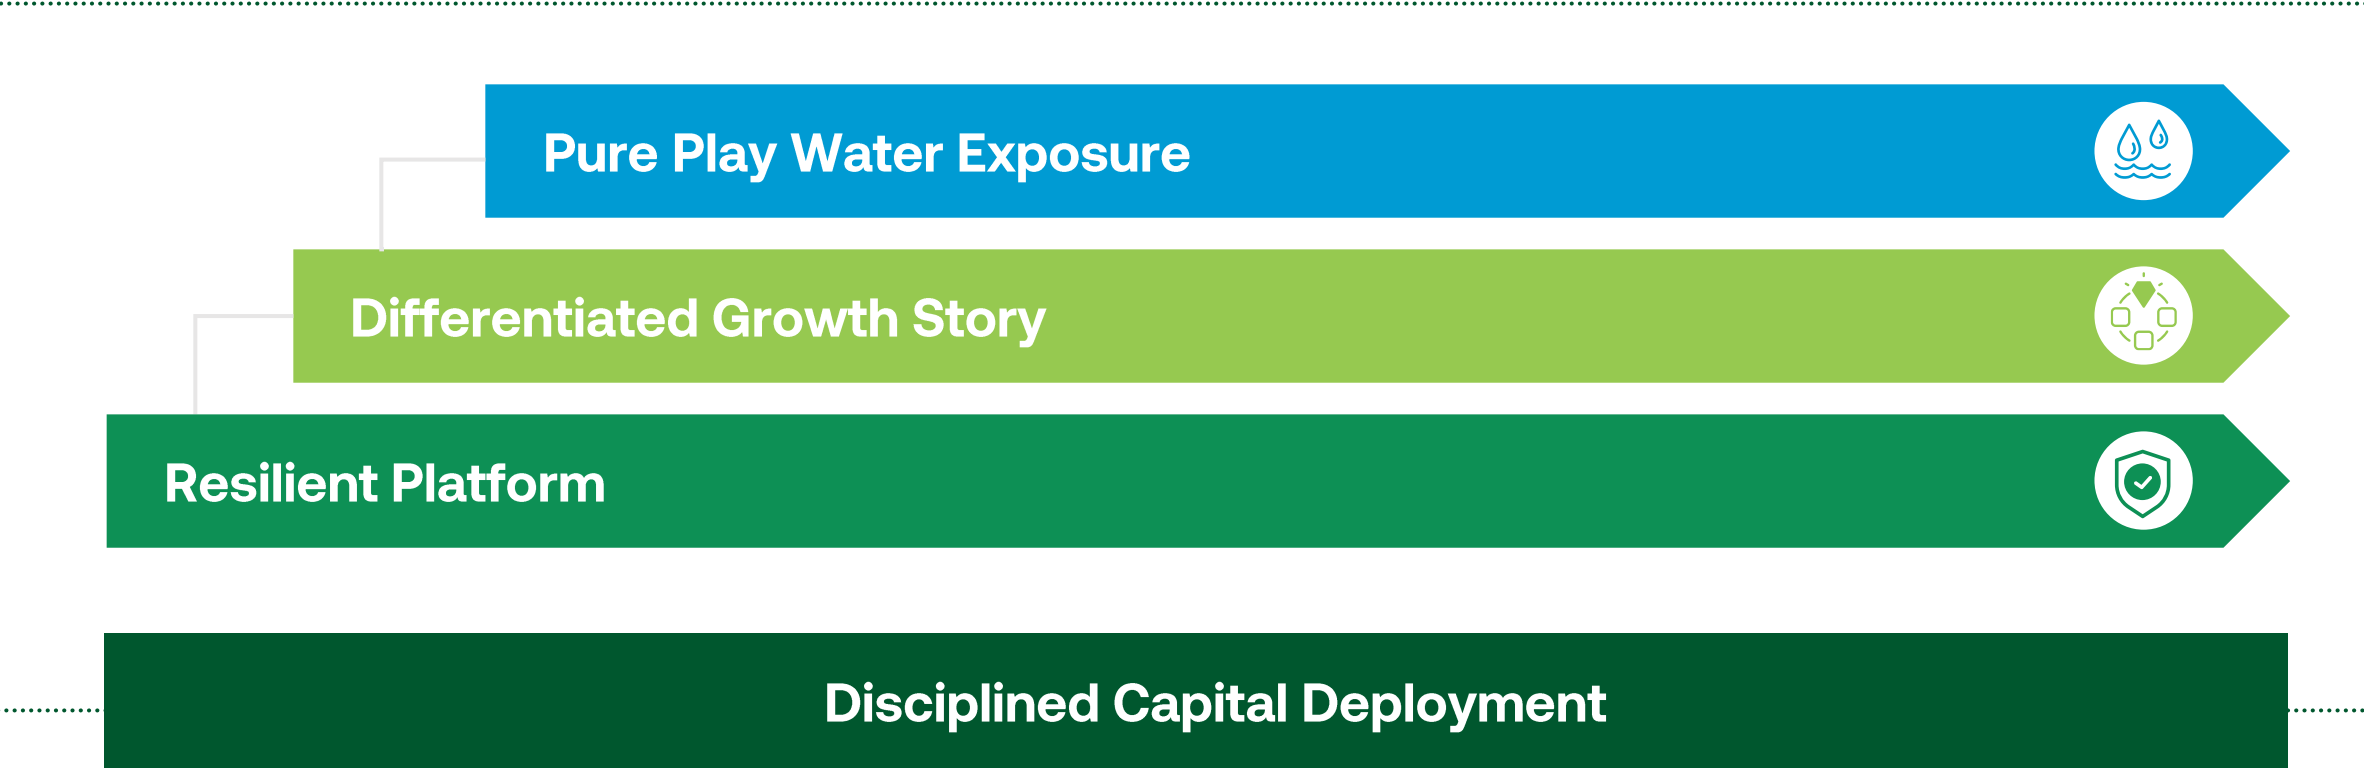 Pure Play Water Exposure
Differentiated Growth Story
Resilient Platform
Disciplined Capital Deployment